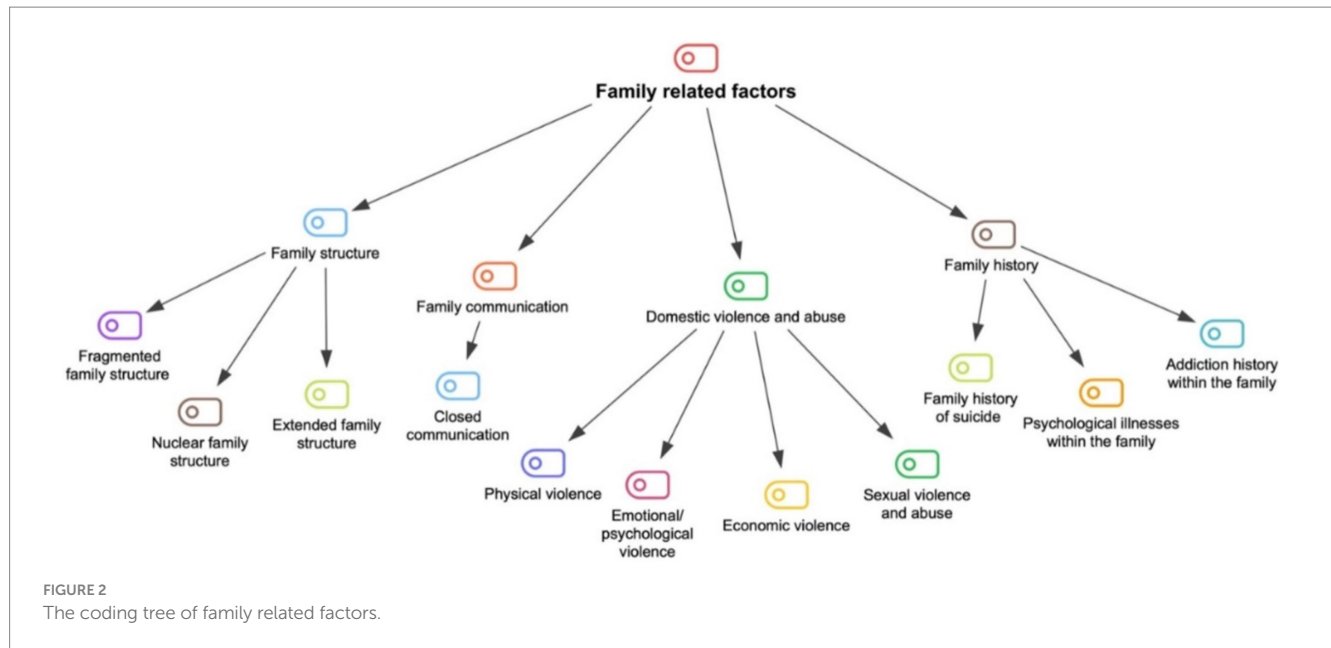 Family related factors
Family structure
Family communication
Domestic violence and abuse
Family history
Fragmented
family structure
Nuclear family
structure
Extended family
structure
Closed
communication
Physical violence
Emotional/
psychological
violence
Economic violence
Sexual violence
and abuse
Family history
of suicide
Psychological illnesses
within the family
Addiction history
within the family
FIGURE 2
The coding tree of family related factors.